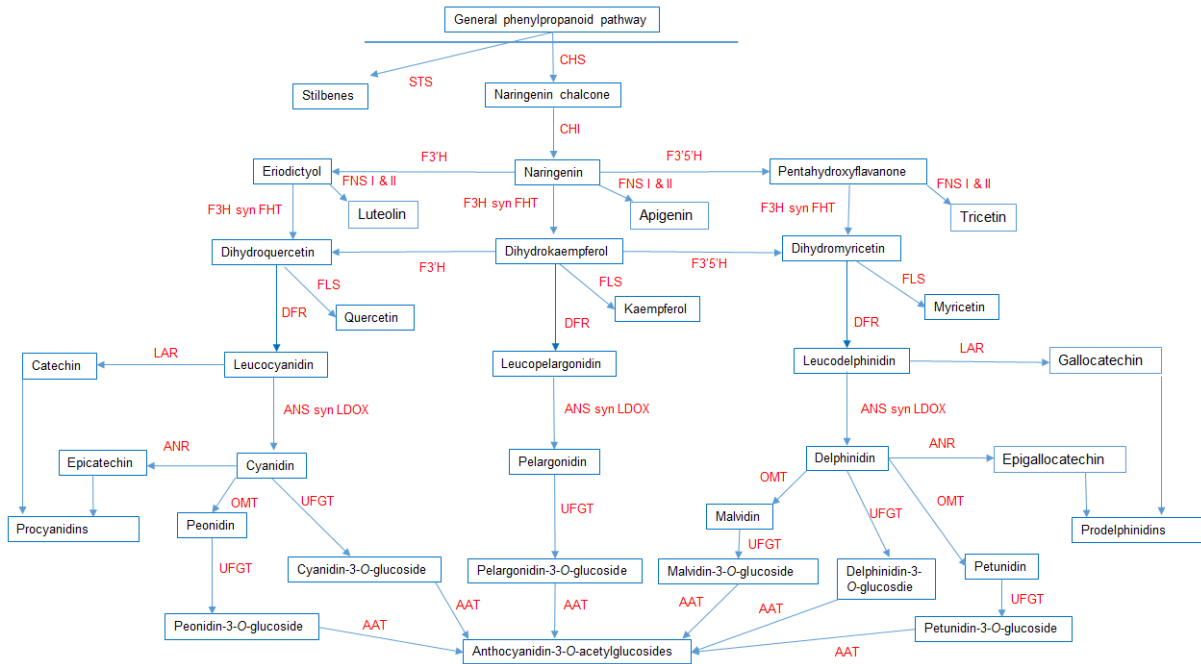 General phenylpropanoid pathway
CHS
STS
Stilbenes
Naringenin chalcone
CHI
F3'H
F3'5'H
Eriodictyol
Naringenin
Pentahydroxyflavanone
FNS I & II
FNS I & II
FNS I & II
F3H syn FHT
Luteolin
F3H syn FHT
Apigenin
F3H syn FHT
Tricetin
Dihydroquercetin
Dihydrokaempferol
Dihydromyricetin
F3'H
F3'5'H
FLS
FLS
FLS
Quercetin
Kaempferol
Myricetin
DFR
DFR
DFR
LAR
LAR
Catechin
Leucocyanidin
Leucopelargonidin
Leucodelphinidin
Gallocatechin
ANS syn LDOX
ANS syn LDOX
ANS syn LDOX
ANR
ANR
Epicatechin
Cyanidin
Pelargonidin
Delphinidin
Epigallocatechin
OMT
UFGT
OMT
OMT
Procyanidins
Peonidin
UFGT
Malvidin
UFGT
Prodelphinidins
UFGT
UFGT
Cyanidin-3-O-glucoside
Pelargonidin-3-O-glucoside
Malvidin-3-O-glucoside
Delphinidin-3-
O-glucosdie
Petunidin
UFGT
AAT
AAT
AAT
AAT
Peonidin-3-O-glucoside
AAT
Petunidin-3-O-glucoside
Anthocyanidin-3-O-acetylglucosides
AAT